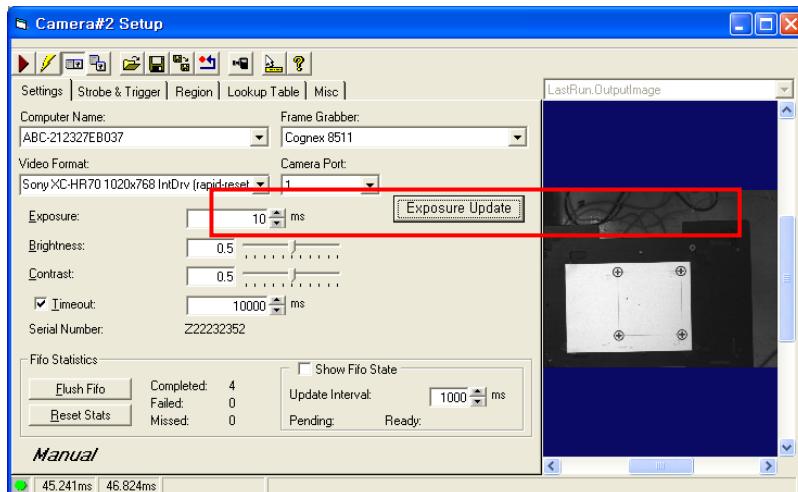 Camera#2 Setup
Settings Strobe & Trigger Region Lookup Table Misc
LastRun.OutputImage
Computer Name: Frame Grabber:
ABC-212327EB037 Cognex 8511
Video Format: Camera Port:
Sony XC-HR70 1020x768 IntDrv (rapid-reset 1
Exposure: 10 ms Exposure Update
Brightness: 0.5
Contrast: 0.5
Timeout: 10000 ms
Serial Number: Z22232352
Fifo Statistics
Show Fifo State
Flush Fifo Completed: 4
Update Interval: 1000 ms
Failed: 0
Reset Stats Missed: 0
Pending: Ready:
Manual
45.241ms 46.824ms